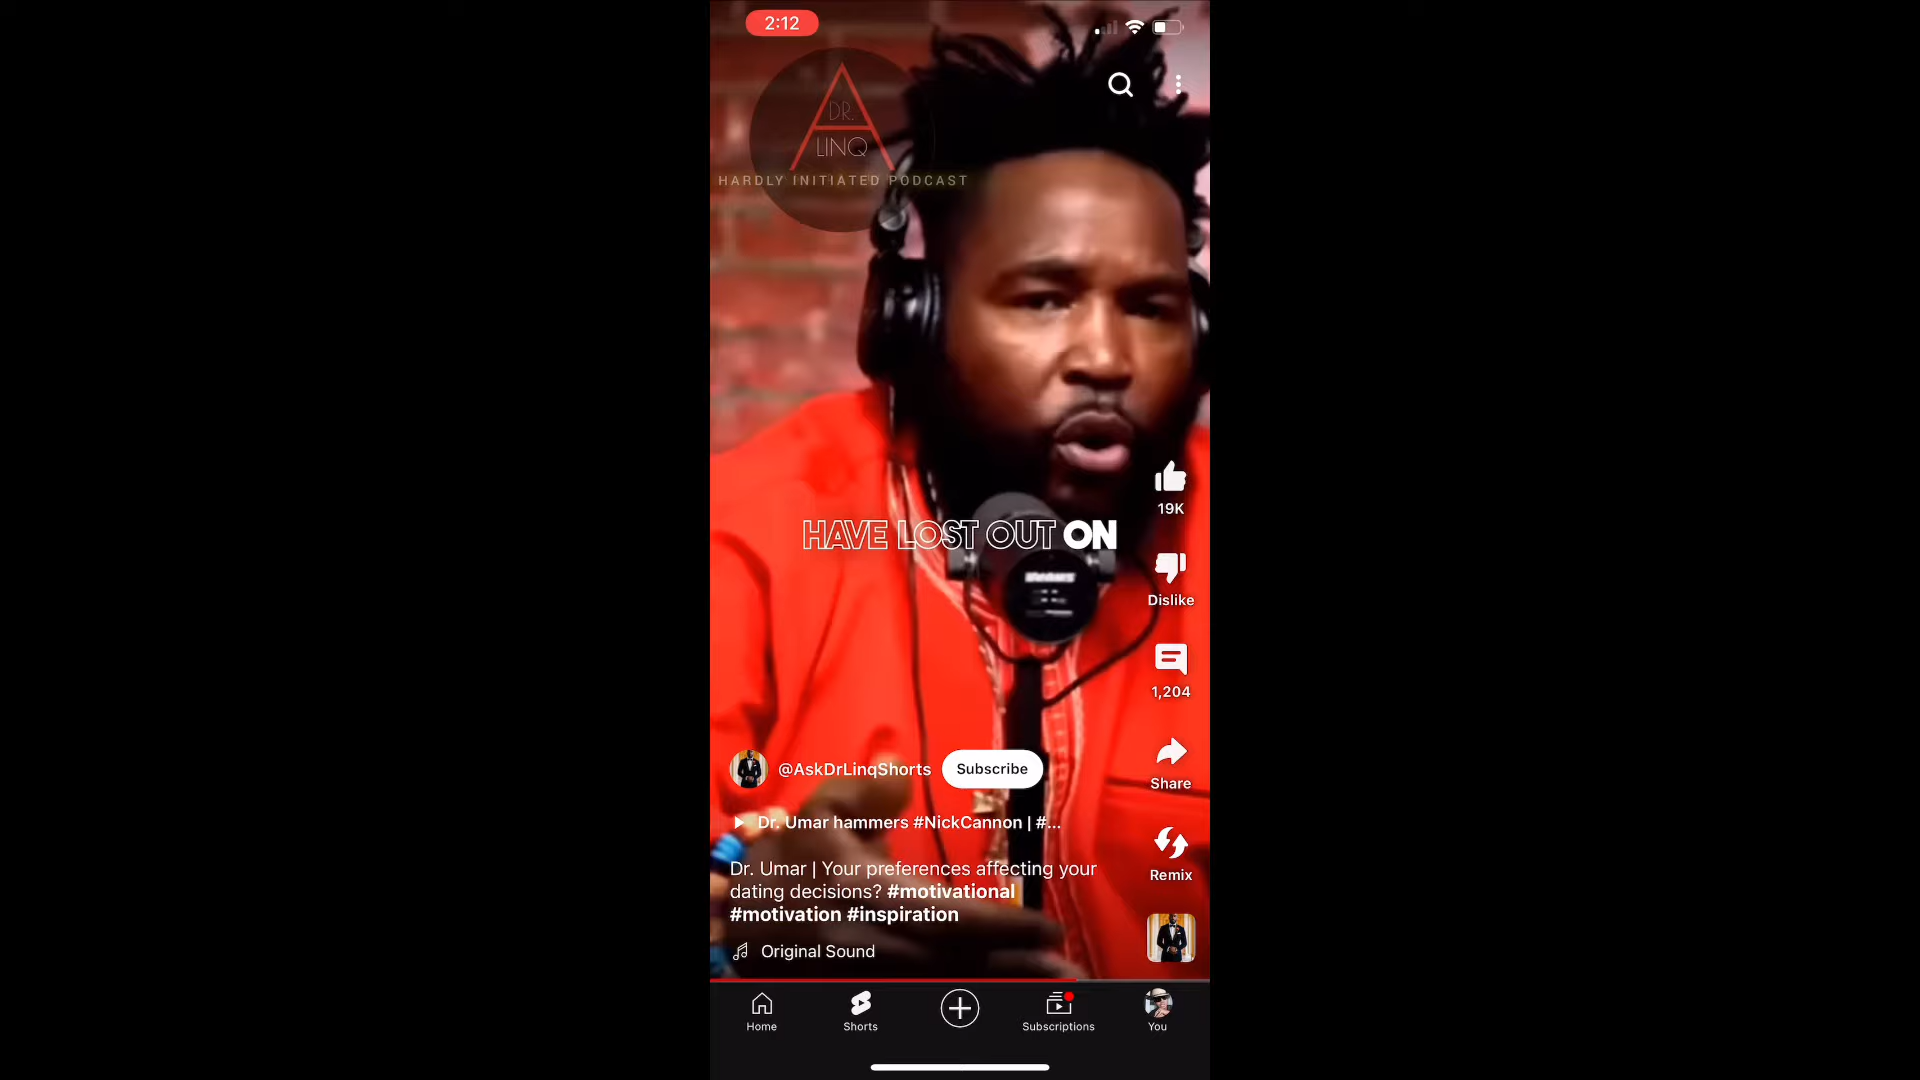 2:12
DR.
LINQ
HARDLY INITIATED PODCAST
HAVE LOST OUT ON
19K
Dislike
1,204
Share
@AskDrLinqShorts
Subscribe
Dr. Umar hammers #NickCannon | #...
Remix
Dr. Umar | Your preferences affecting your
dating decisions? #motivational
#motivation #inspiration
Original Sound
Home
Shorts
Subscriptions
You